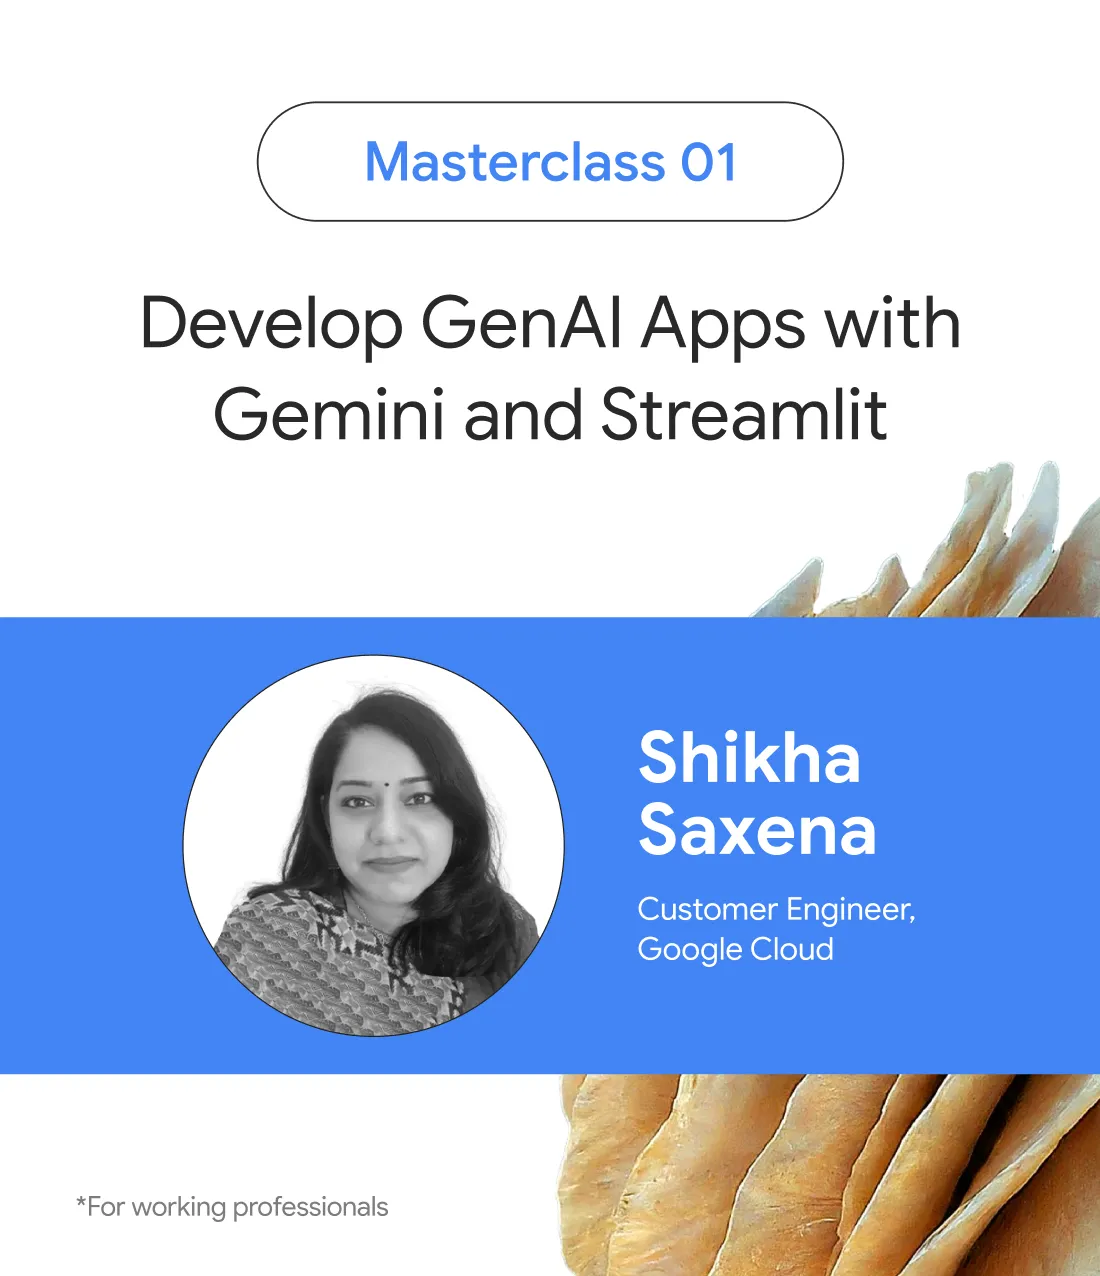 Masterclass 01
Develop GenAI Apps with
Gemini and Streamlit
Shikha
Saxena
Customer Engineer,
Google Cloud
*For working professionals